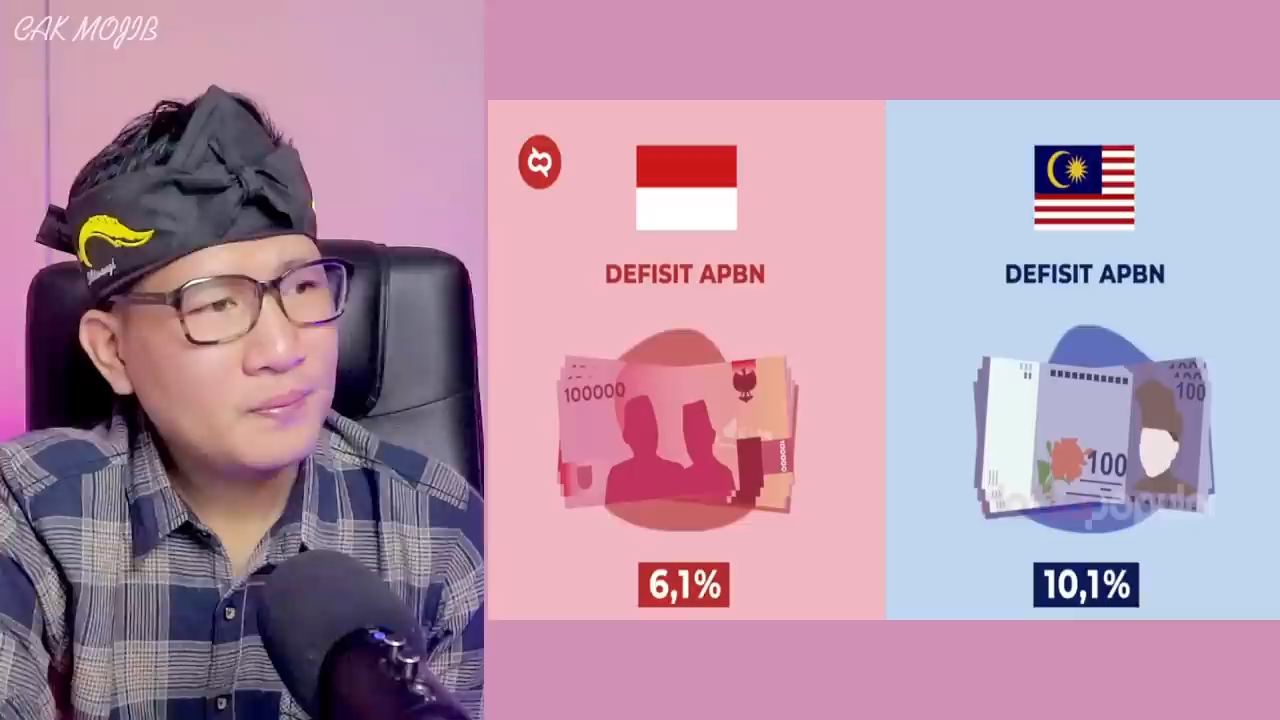 CAK MOJIB
DEFISIT APBN
100000
6,1%
DEFISIT APBN
100
100
10,1%